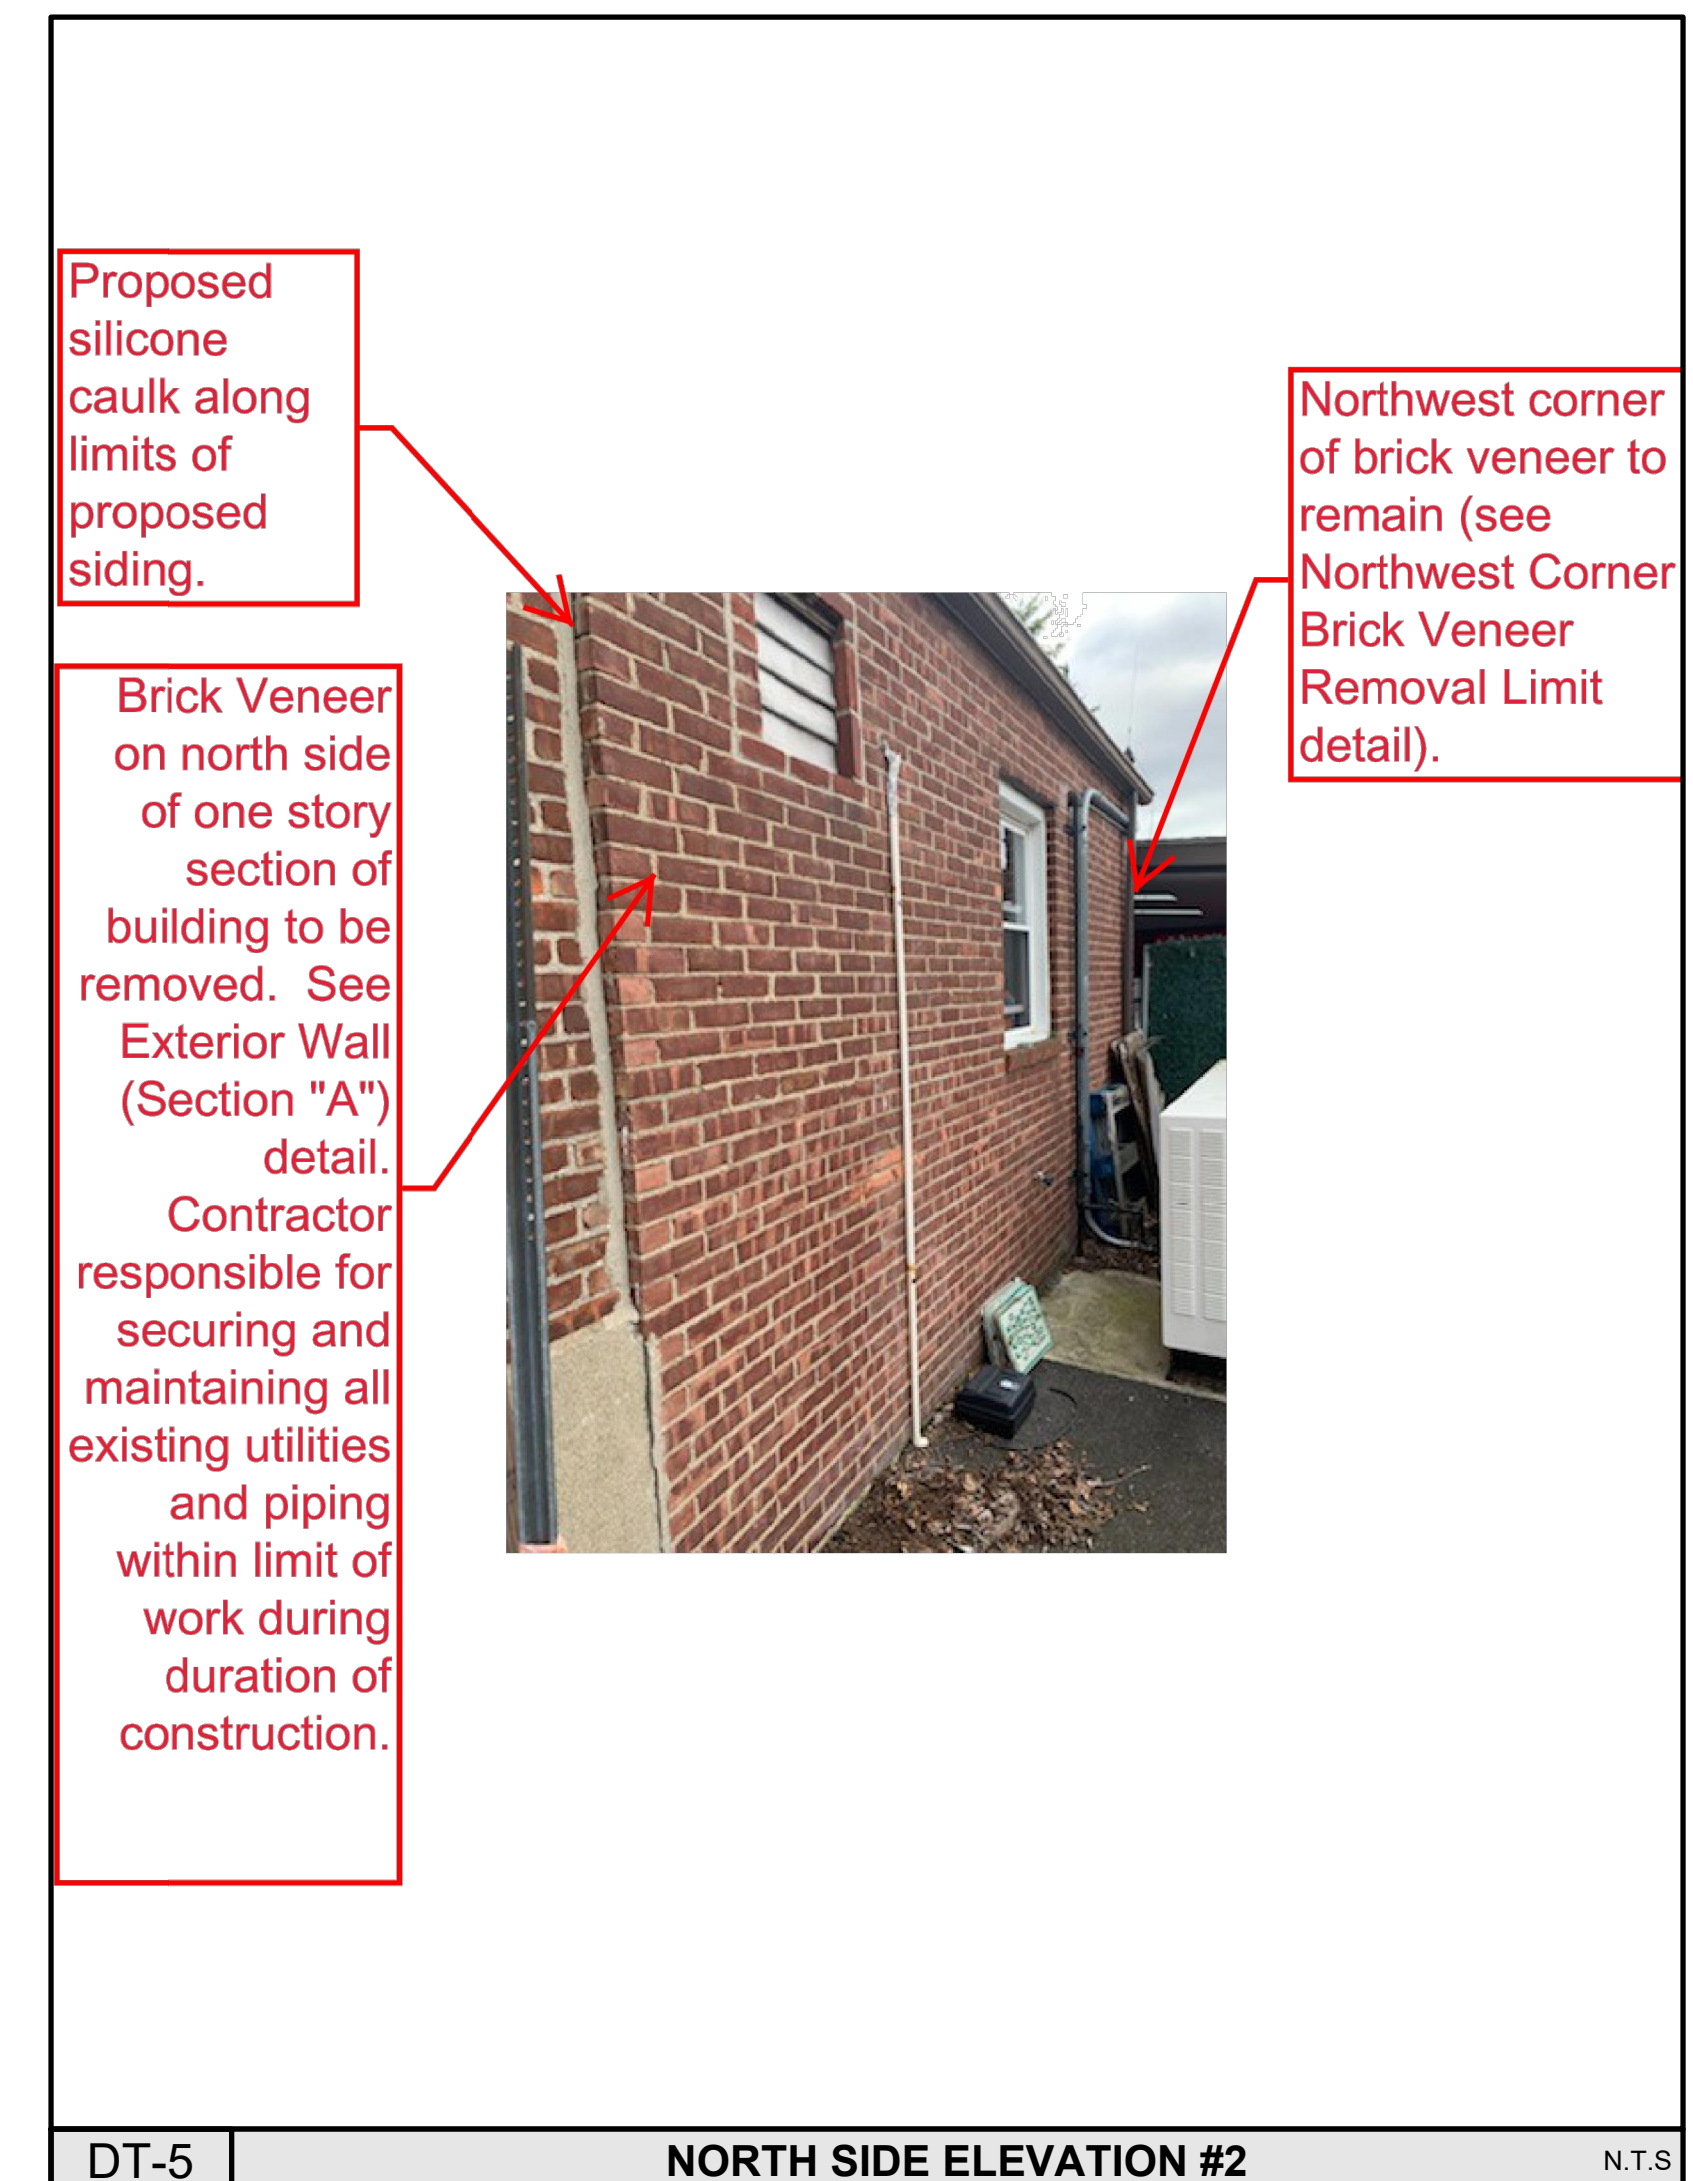 Proposed
silicone
caulk along
limits of
proposed
siding.
Northwest corner
of brick veneer to
remain (see
Northwest Corner
Brick Veneer
Removal Limit
detail).
Brick Veneer
on north side
of one story
section of
building to be
removed.  See
Exterior Wall
(Section "A")
detail.
Contractor
responsible for
securing and
maintaining all
existing utilities
and piping
within limit of
work during
duration of
construction.
DT-5
NORTH SIDE ELEVATION #2
N.T.S